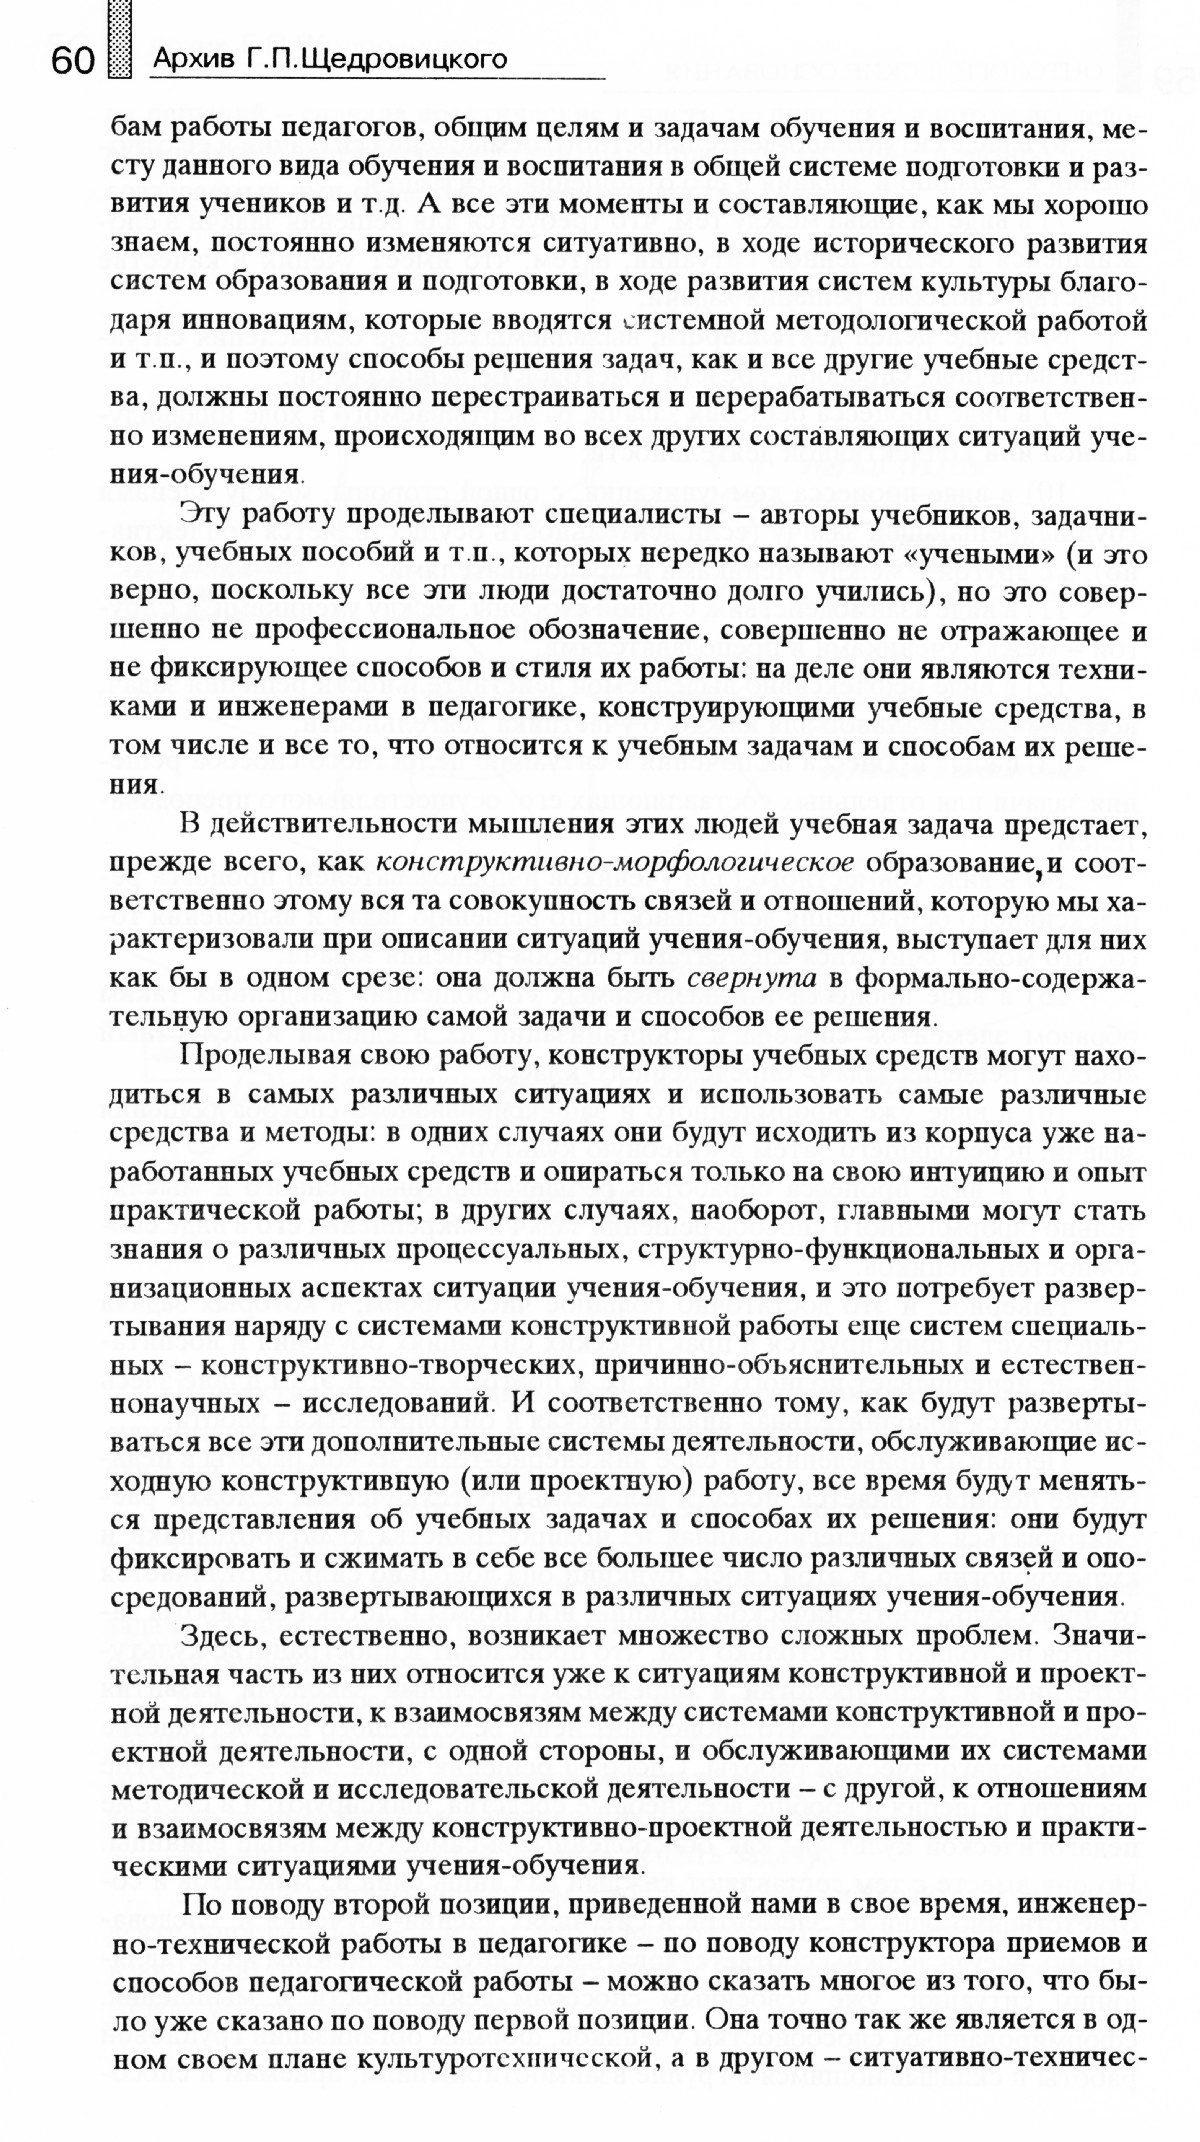 60 Архив Г.П.Щедровицкого
бам работы педагогов, общим целям и задачам обучения и воспитания, ме-
сту данного вида обучения и воспитания в общей системе подготовки и раз-
вития учеников и т.д. А все эти моменты и составляющие, как мы хорошо
знаем, постоянно изменяются ситуативно, в ходе исторического развития
систем образования и подготовки, в ходе развития систем культуры благо-
даря инновациям, которые вводятся системной методологической работой
и т.п., и поэтому способы решения задач, как и все другие учебные средст-
ва, должны постоянно перестраиваться и перерабатываться соответствен-
но изменениям, происходящим во всех других составляющих ситуаций уче-
ния-обучения.
Эту работу проделывают специалисты – авторы учебников, задачни-
ков, учебных пособий и т.п., которых нередко называют «учеными» (и это
верно, поскольку все эти люди достаточно долго учились), но это совер-
шенно не профессиональное обозначение, совершенно не отражающее и
не фиксирующее способов и стиля их работы: на деле они являются техни-
ками и инженерами в педагогике, конструирующими учебные средства, в
том числе и все то, что относится к учебным задачам и способам их реше-
ния.
В действительности мышления этих людей учебная задача предстает,
прежде всего, как конструктивно-морфологическое образование, и соот-
ветственно этому вся та совокупность связей и отношений, которую мы ха-
рактеризовали при описании ситуаций учения-обучения, выступает для них
как бы в одном срезе: она должна быть свернута в формально-содержа-
тельную организацию самой задачи и способов ее решения.
Проделывая свою работу, конструкторы учебных средств могут нахо-
диться в самых различных ситуациях и использовать самые различные
средства и методы: в одних случаях они будут исходить из корпуса уже на-
работанных учебных средств и опираться только на свою интуицию и опыт
практической работы; в других случаях, наоборот, главными могут стать
знания о различных процессуальных, структурно-функциональных и орга-
низационных аспектах ситуации учения-обучения, и это потребует развер-
тывания наряду с системами конструктивной работы еще систем специаль-
ных – конструктивно-творческих, причинно-объяснительных и естествен-
нонаучных – исследований. И соответственно тому, как будут разверты-
ваться все эти дополнительные системы деятельности, обслуживающие ис-
ходную конструктивную (или проектную) работу, все время будут менять-
ся представления об учебных задачах и способах их решения: они будут
фиксировать и сжимать в себе все большее число различных связей и опо-
средований, развертывающихся в различных ситуациях учения-обучения.
Здесь, естественно, возникает множество сложных проблем. Значи-
тельная часть из них относится уже к ситуациям конструктивной и проект-
ной деятельности, к взаимосвязям между системами конструктивной и про-
ектной деятельности, с одной стороны, и обслуживающими их системами
методической и исследовательской деятельности – с другой, к отношениям
и взаимосвязям между конструктивно-проектной деятельностью и практи-
ческими ситуациями учения-обучения.
По поводу второй позиции, приведенной нами в свое время, инженер-
но-технической работы в педагогике – по поводу конструктора приемов и
способов педагогической работы – можно сказать многое из того, что бы-
ло уже сказано по поводу первой позиции. Она точно так же является в од-
ном своем плане культуротехнической, а в другом – ситуативно-техничес-